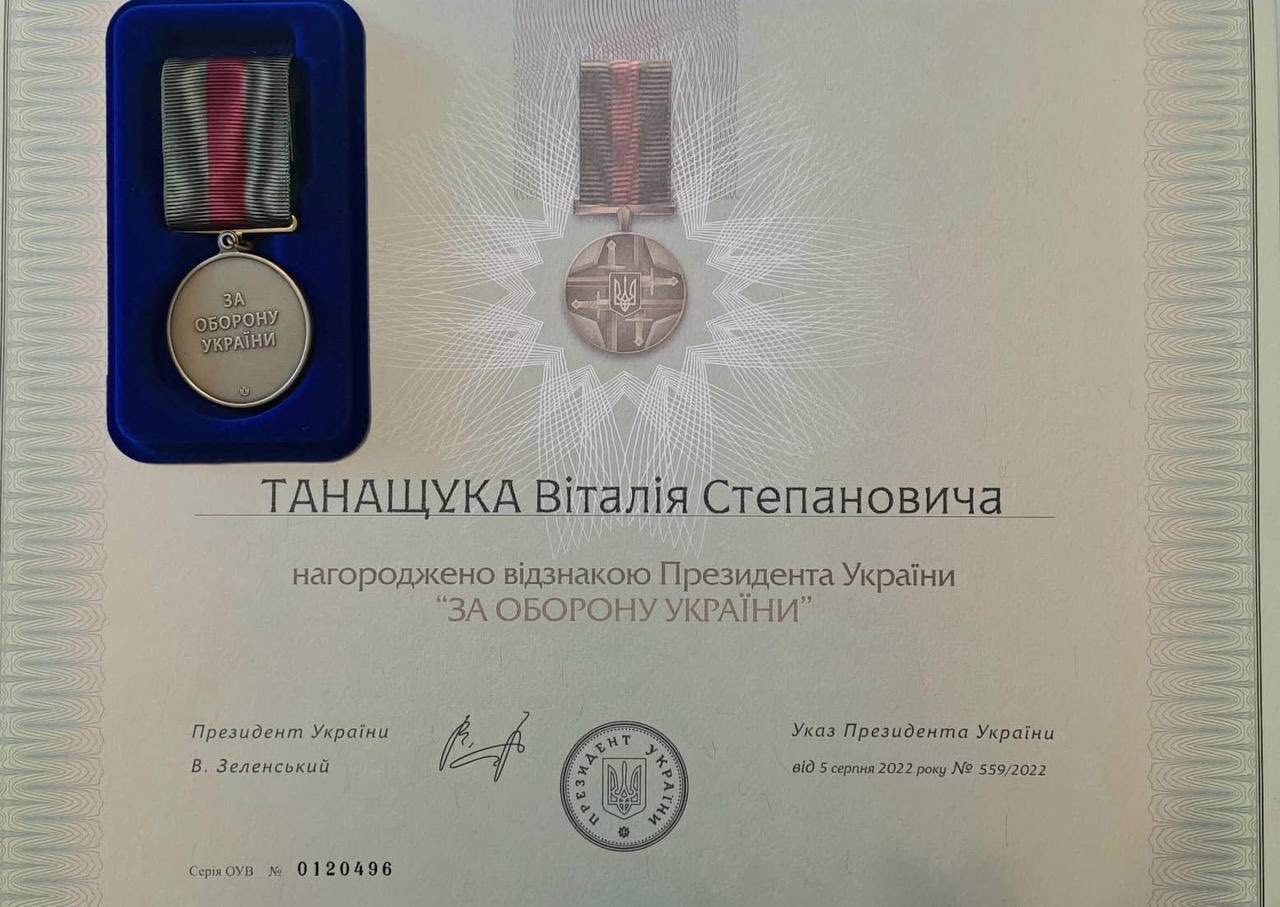 ЗА
ОБОРОНУ
УКРАЇНИ
ТАНАЩУКА Віталія Степановича
нагороджено відзнакою Президента України
“ЗА ОБОРОНУ УКРАЇНИ”
Президент України
В. Зеленський
ПРЕЗИДЕНТ УКРАЇНИ
Указ Президента України
від 5 серпня 2022 року № 559/2022
Серія ОУВ № 0120496